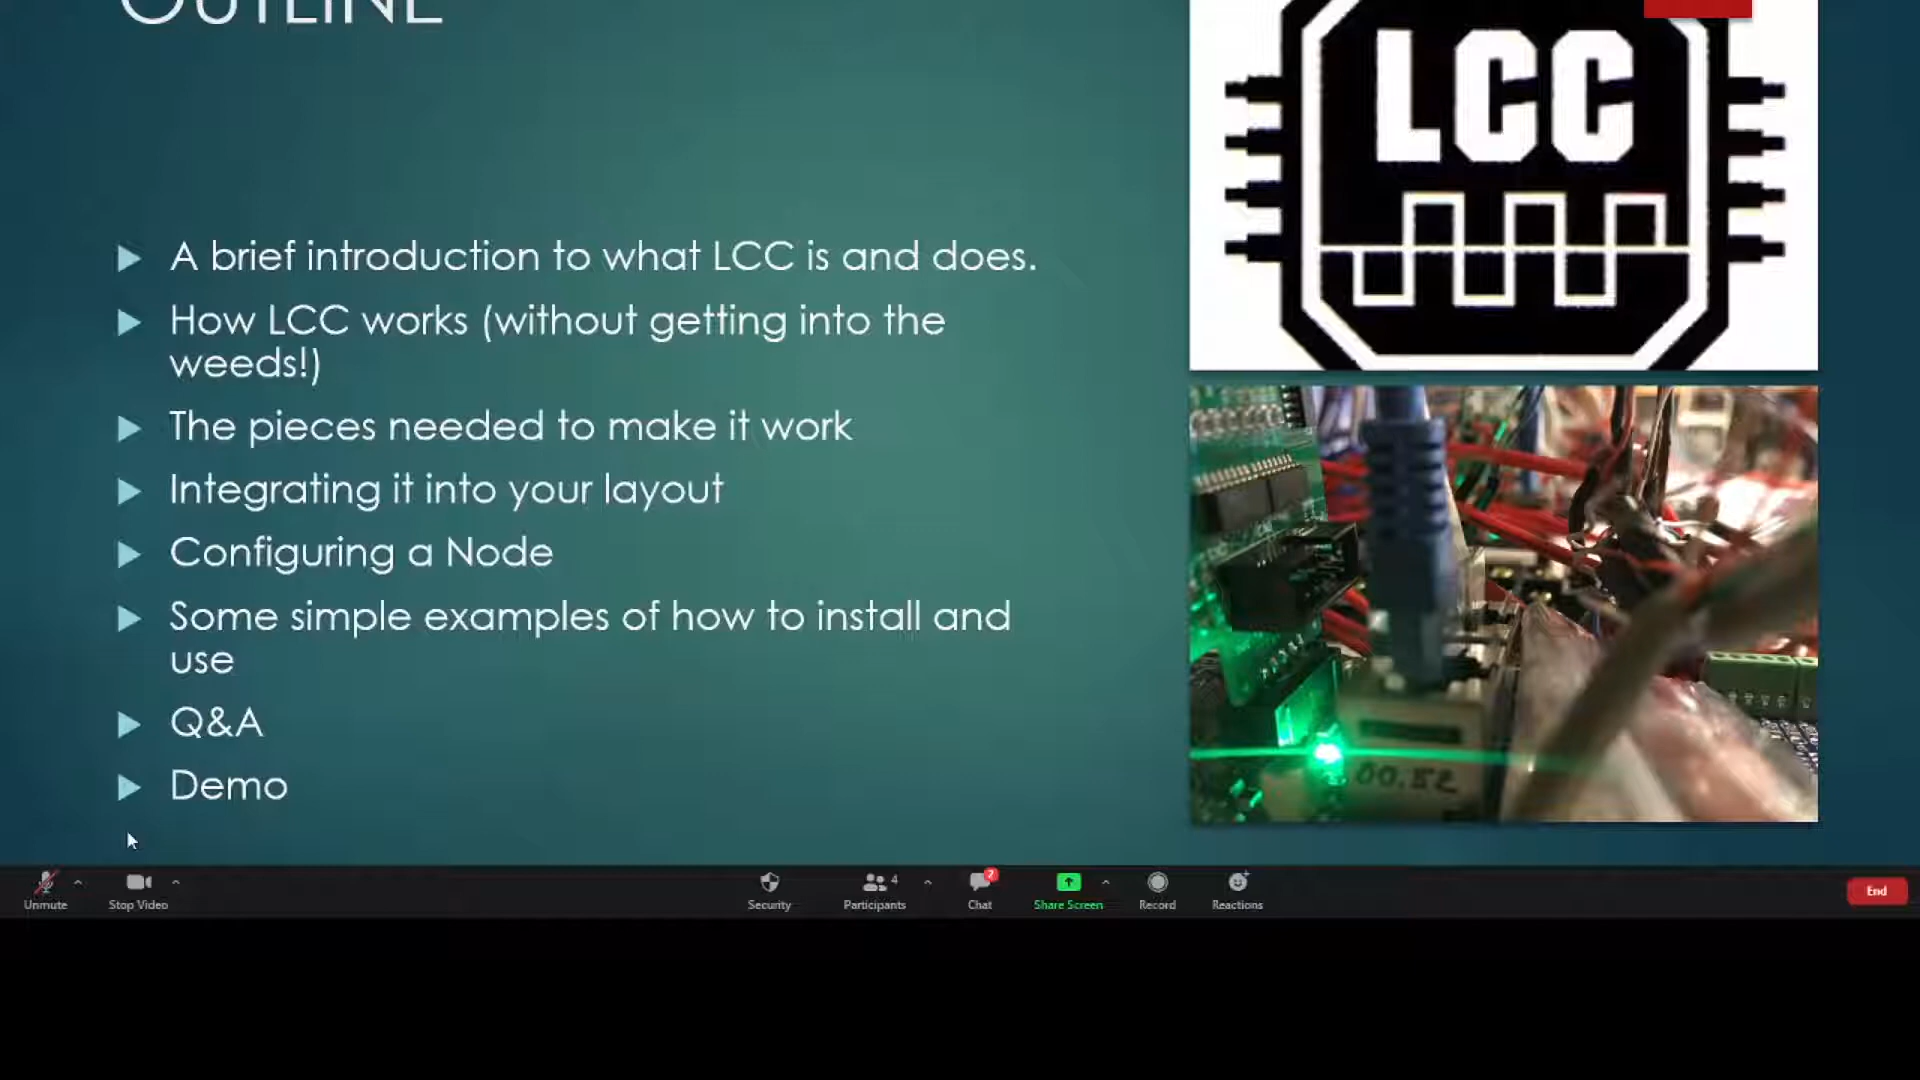 OUTLINE
LCC
A brief introduction to what LCC is and does.
How LCC works (without getting into the
weeds!)
The pieces needed to make it work
Integrating it into your layout
Configuring a Node
Some simple examples of how to install and
use
Q&A
Demo
4
2
Unmute
Stop Video
Security
Participants
Chat
Share Screen
Record
Reactions
End